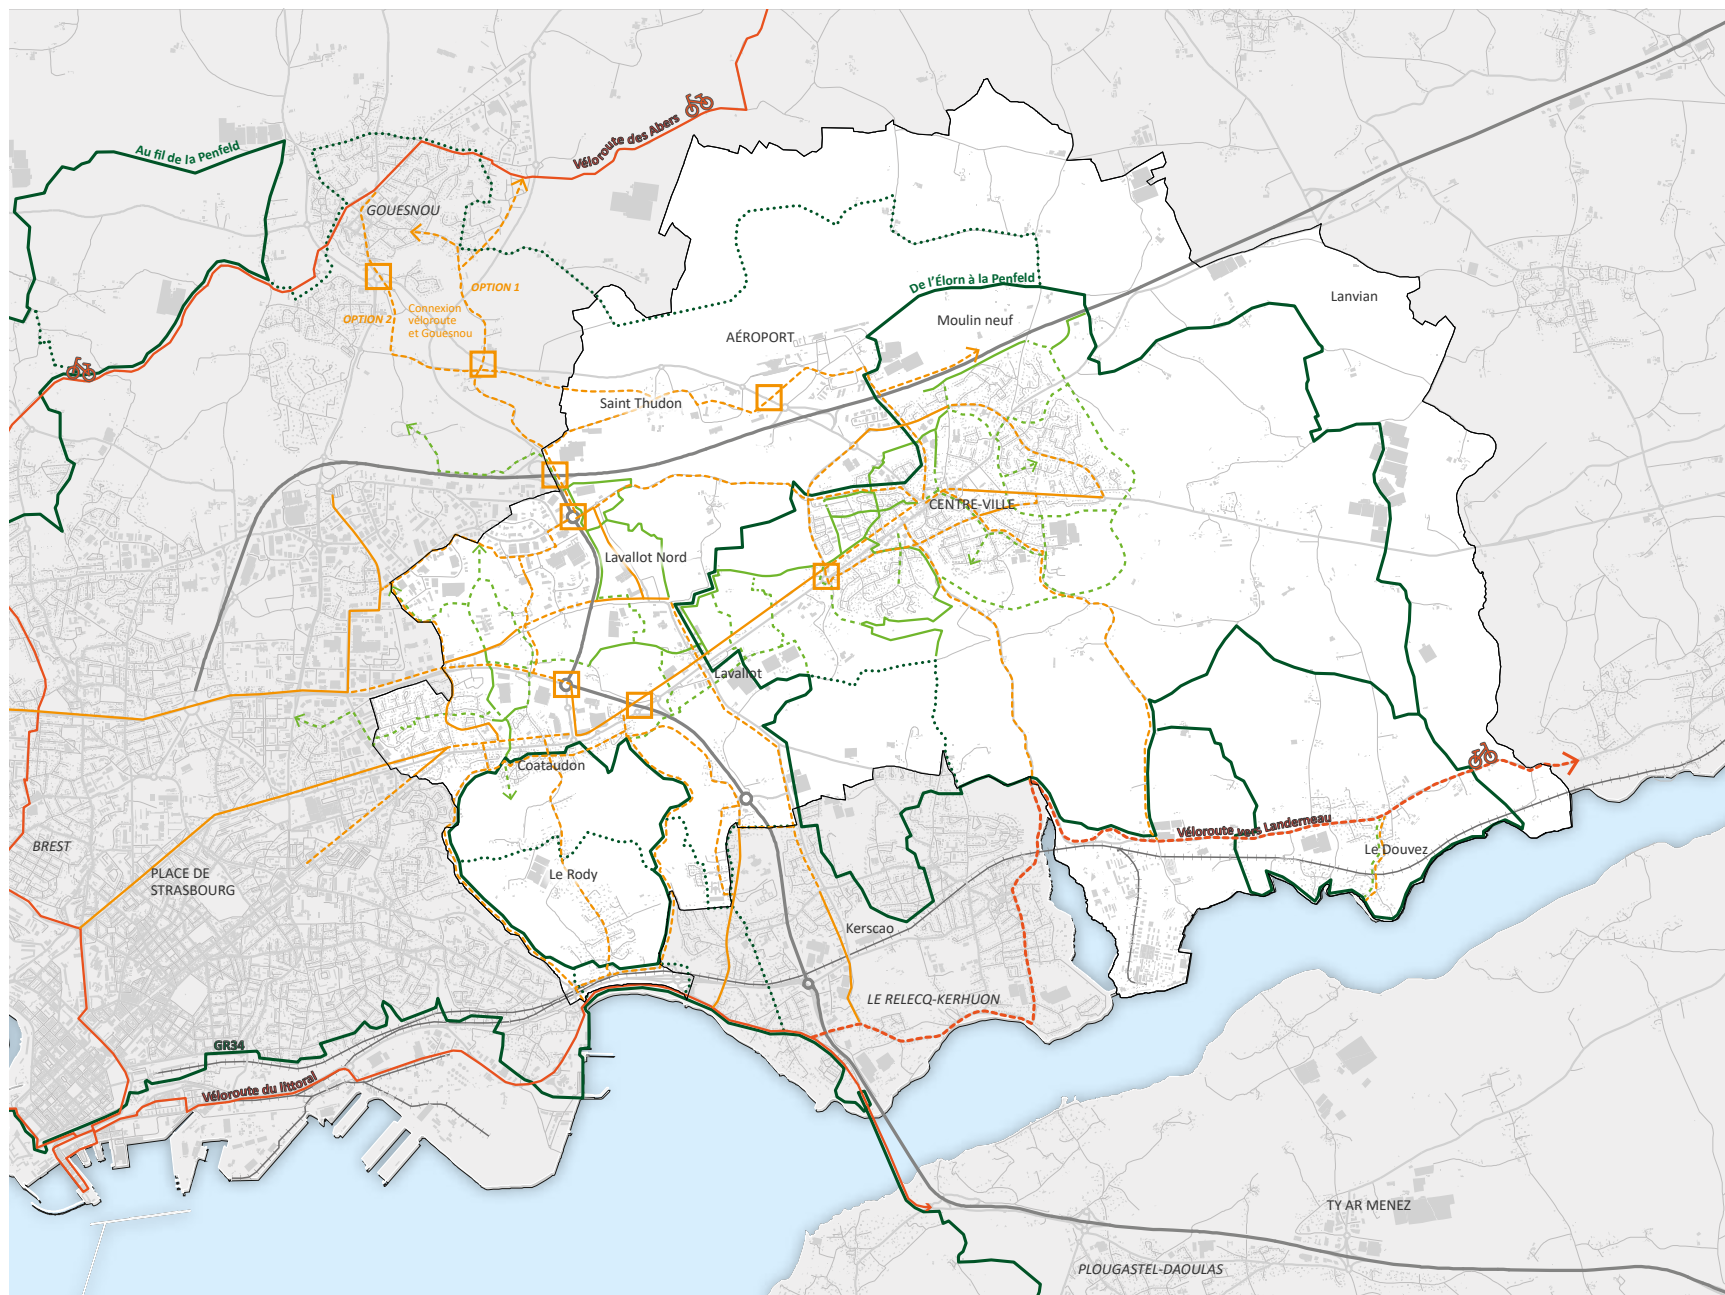 Véloroute des Abers
Au fil de la Penfeld
GOUESNOU
OPTION 1
De l'Élorn à la Penfeld
Lanvian
Connexion
véloroute
et Gouesnou
OPTION 2
Moulin neuf
AÉROPORT
Saint Thudon
CENTRE-VILLE
Lavallot Nord
Lavallot
Coataudon
Véloroute vers Landerneau
BREST
Le Douvez
PLACE DE
STRASBOURG
Le Rody
Kerscao
LE RELECQ-KERHUON
GR34
Véloroute du littoral
TY AR MENEZ
PLOUGASTEL-DAOULAS